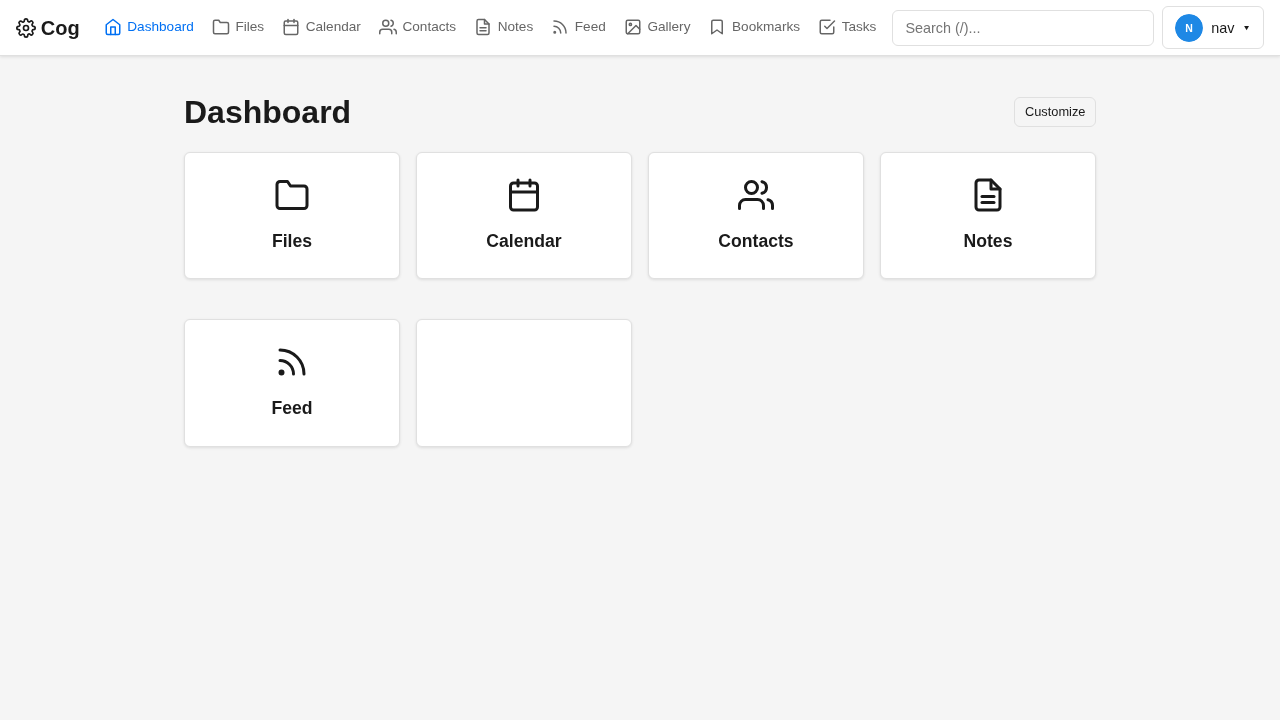 Cog Dashboard Files Calendar Contacts Notes Feed Gallery Bookmarks Tasks Search (/)... N nav
Dashboard Customize
Files Calendar Contacts Notes
Feed